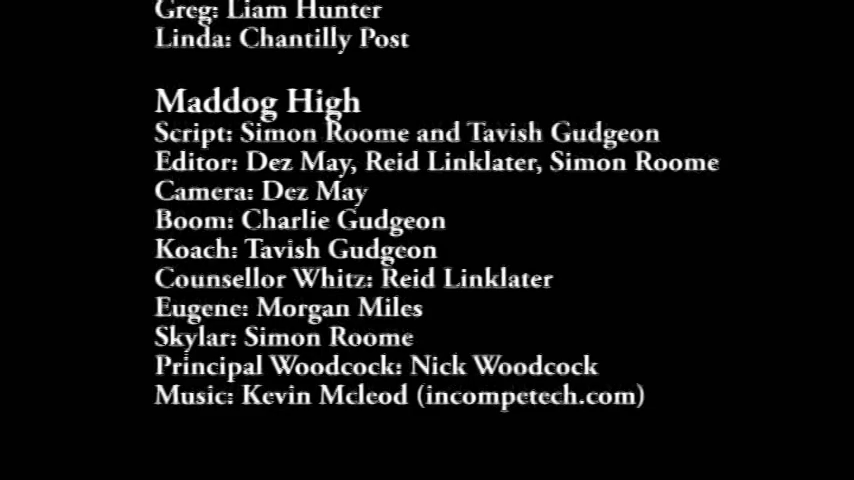 Greg: Liam Hunter
Linda: Chantilly Post
Maddog High
Script: Simon Roome and Tavish Gudgeon
Editor: Dez May, Reid Linklater, Simon Roome
Camera: Dez May
Boom: Charlie Gudgeon
Koach: Tavish Gudgeon
Counsellor Whitz: Reid Linklater
Eugene: Morgan Miles
Skylar: Simon Roome
Principal Woodcock: Nick Woodcock
Music: Kevin Mcleod (incompetech.com)